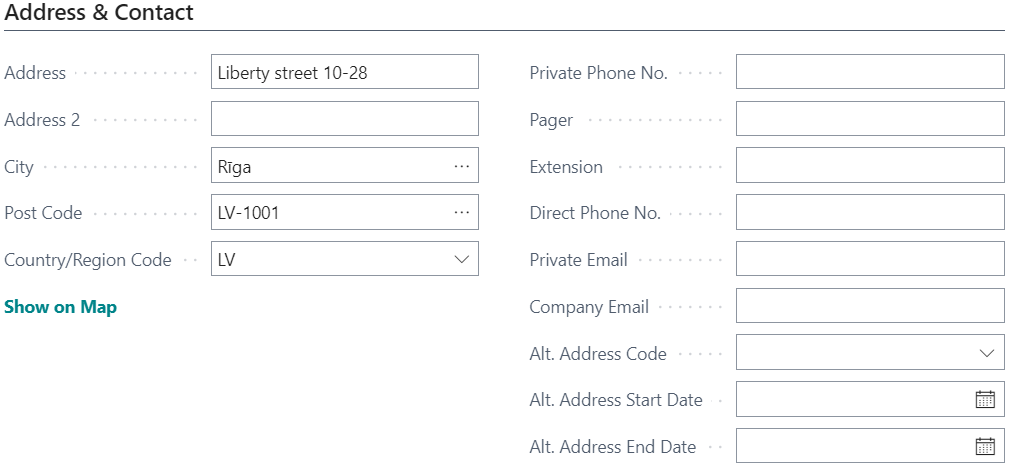 Address & Contact
Address
Liberty street 10-28
Address 2
City
Rīga
Post Code
LV-1001
Country/Region Code
LV
Show on Map
Private Phone No.
Pager
Extension
Direct Phone No.
Private Email
Company Email
Alt. Address Code
Alt. Address Start Date
Alt. Address End Date